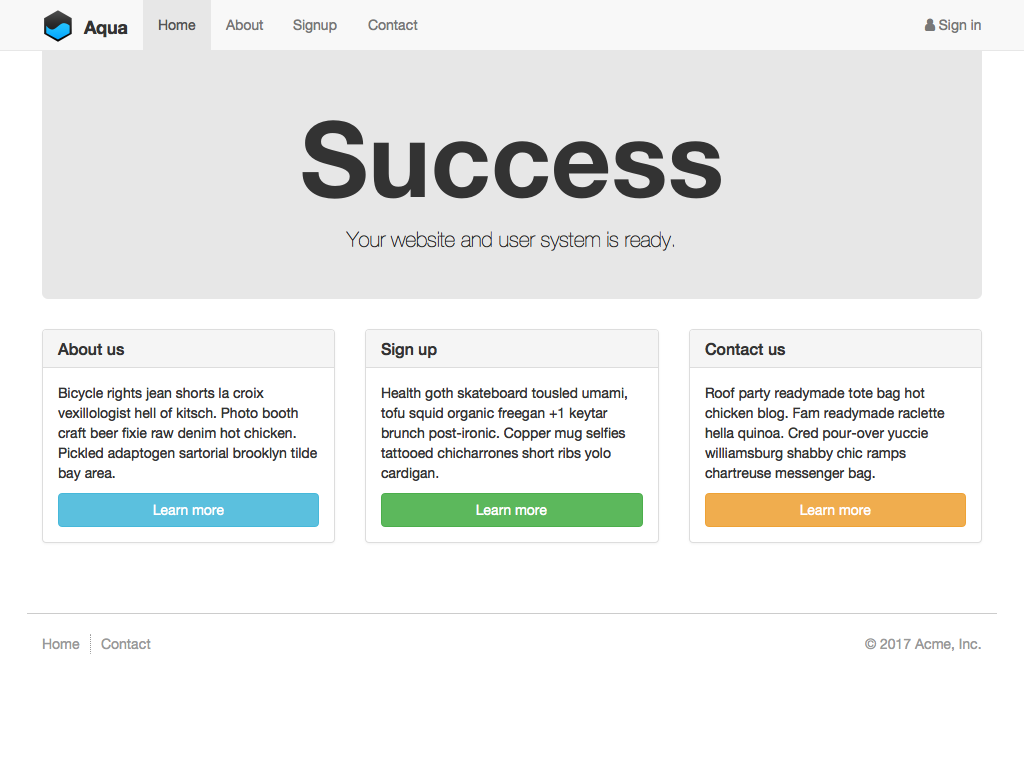 Aqua Home About Signup Contact Sign in
Success
Your website and user system is ready.
About us
Bicycle rights jean shorts la croix
vexillologist hell of kitsch. Photo booth
craft beer fixie raw denim hot chicken.
Pickled adaptogen sartorial brooklyn tilde
bay area.
Learn more
Sign up
Health goth skateboard tousled umami,
tofu squid organic freegan +1 keytar
brunch post-ironic. Copper mug selfies
tattooed chicharrones short ribs yolo
cardigan.
Learn more
Contact us
Roof party readymade tote bag hot
chicken blog. Fam readymade raclette
hella quinoa. Cred pour-over yuccie
williamsburg shabby chic ramps
chartreuse messenger bag.
Learn more
Home Contact © 2017 Acme, Inc.